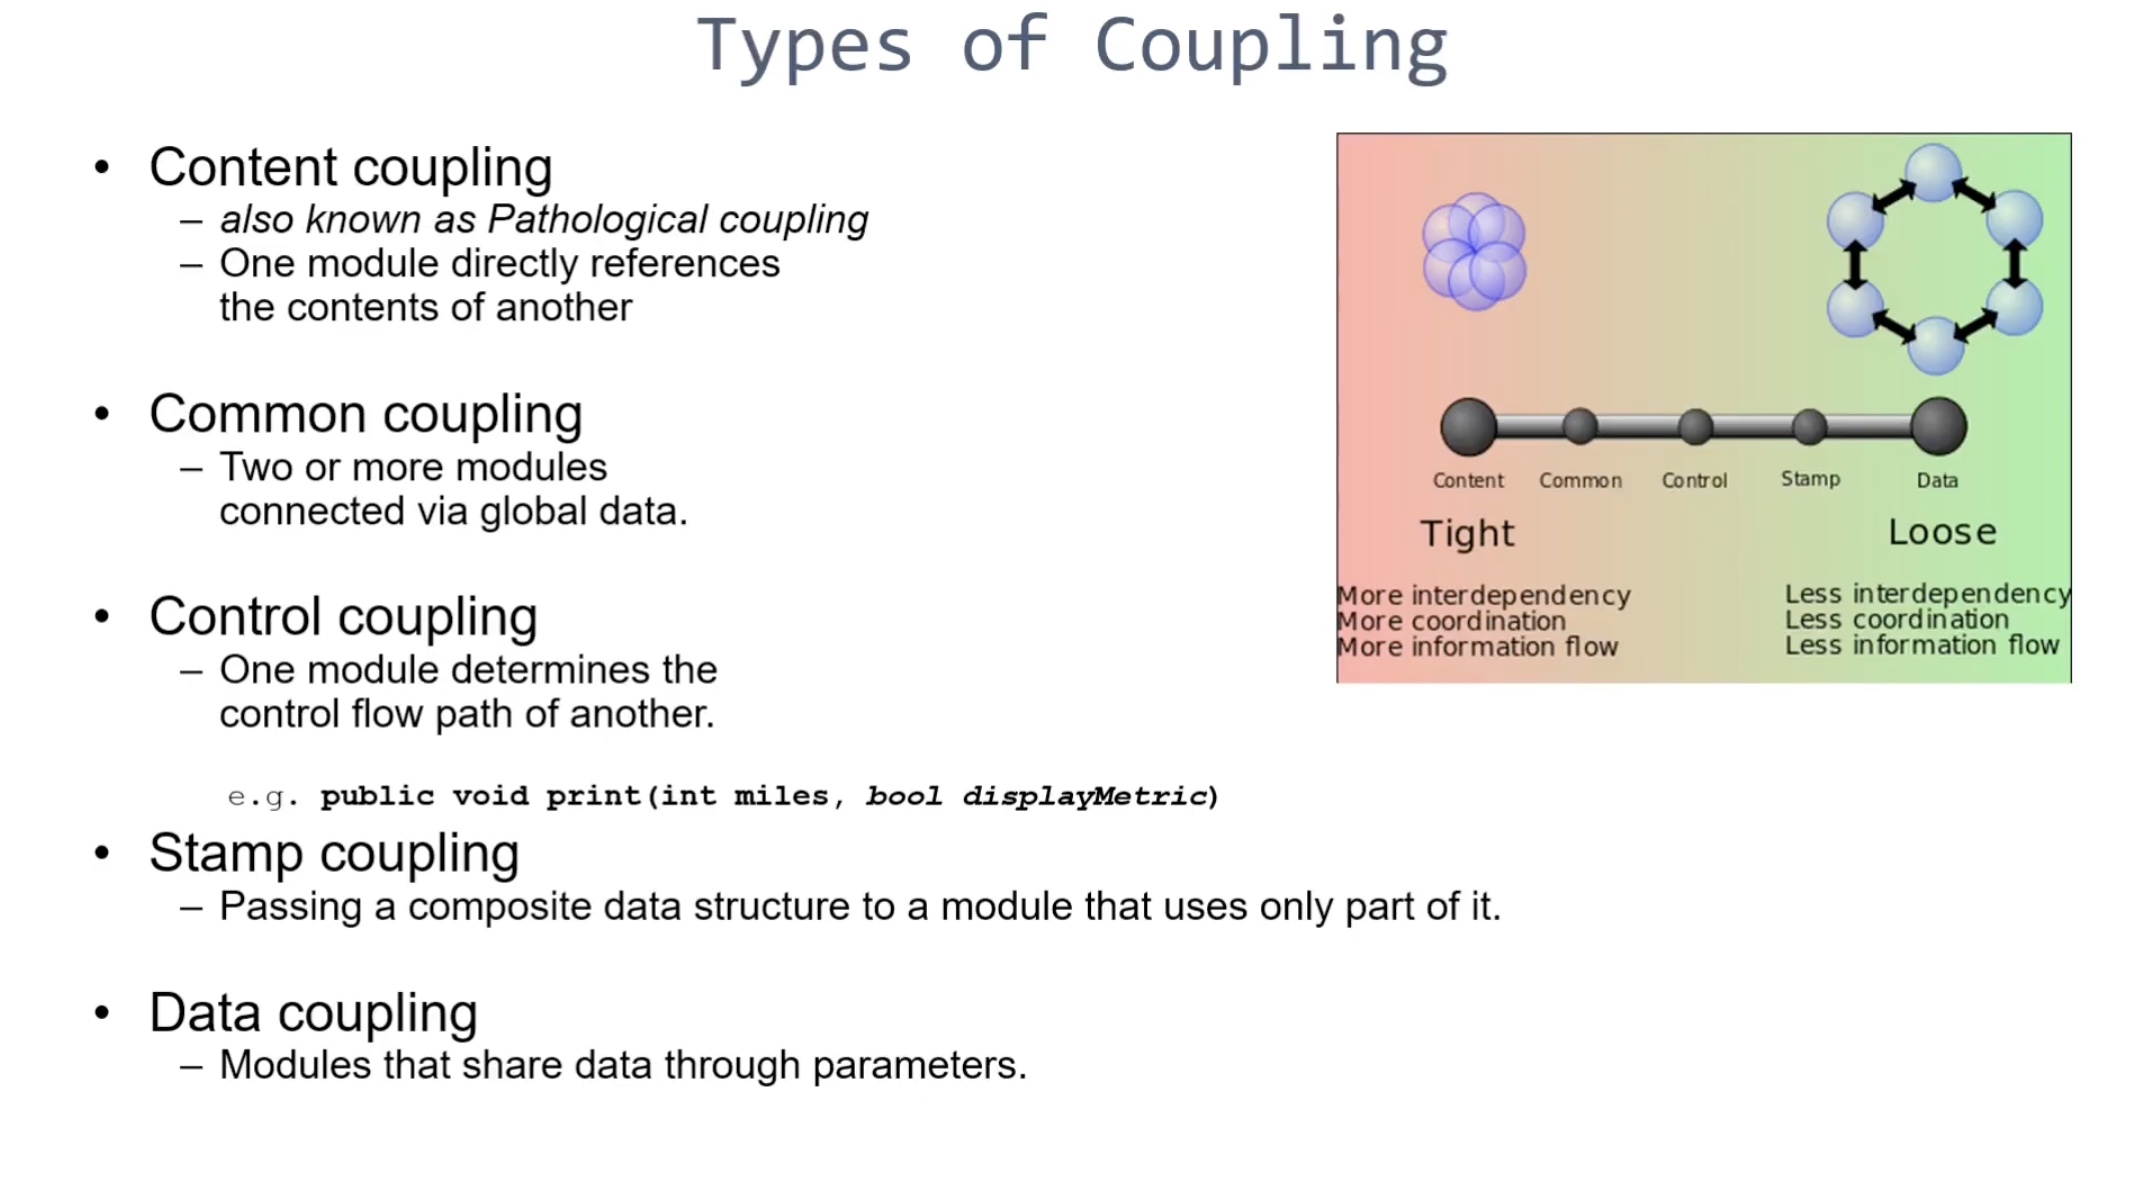 Types of Coupling
• Content coupling
– also known as Pathological coupling
– One module directly references
the contents of another
• Common coupling
– Two or more modules
connected via global data.
• Control coupling
– One module determines the
control flow path of another.
e.g. public void print(int miles, bool displayMetric)
• Stamp coupling
– Passing a composite data structure to a module that uses only part of it.
• Data coupling
– Modules that share data through parameters.
Content Common Control Stamp Data
Tight Loose
More interdependency
More coordination
More information flow
Less interdependency
Less coordination
Less information flow